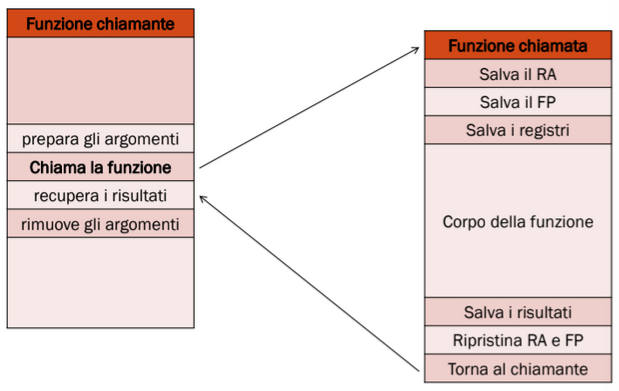 Funzione chiamante
prepara gli argomenti
Chiama la funzione
recupera i risultati
rimuove gli argomenti
Funzione chiamata
Salva il RA
Salva il FP
Salva i registri
Corpo della funzione
Salva i risultati
Ripristina RA e FP
Torna al chiamante